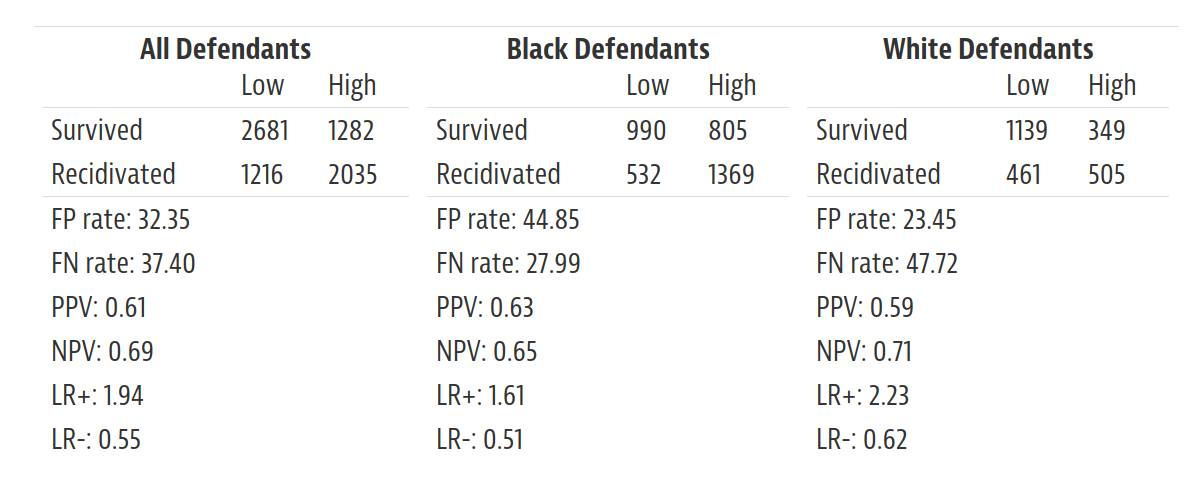 All Defendants Black Defendants White Defendants
Low High Low High Low High
Survived 2681 1282 Survived 990 805 Survived 1139 349
Recidivated 1216 2035 Recidivated 532 1369 Recidivated 461 505
FP rate: 32.35 FP rate: 44.85 FP rate: 23.45
FN rate: 37.40 FN rate: 27.99 FN rate: 47.72
PPV: 0.61 PPV: 0.63 PPV: 0.59
NPV: 0.69 NPV: 0.65 NPV: 0.71
LR+: 1.94 LR+: 1.61 LR+: 2.23
LR-: 0.55 LR-: 0.51 LR-: 0.62